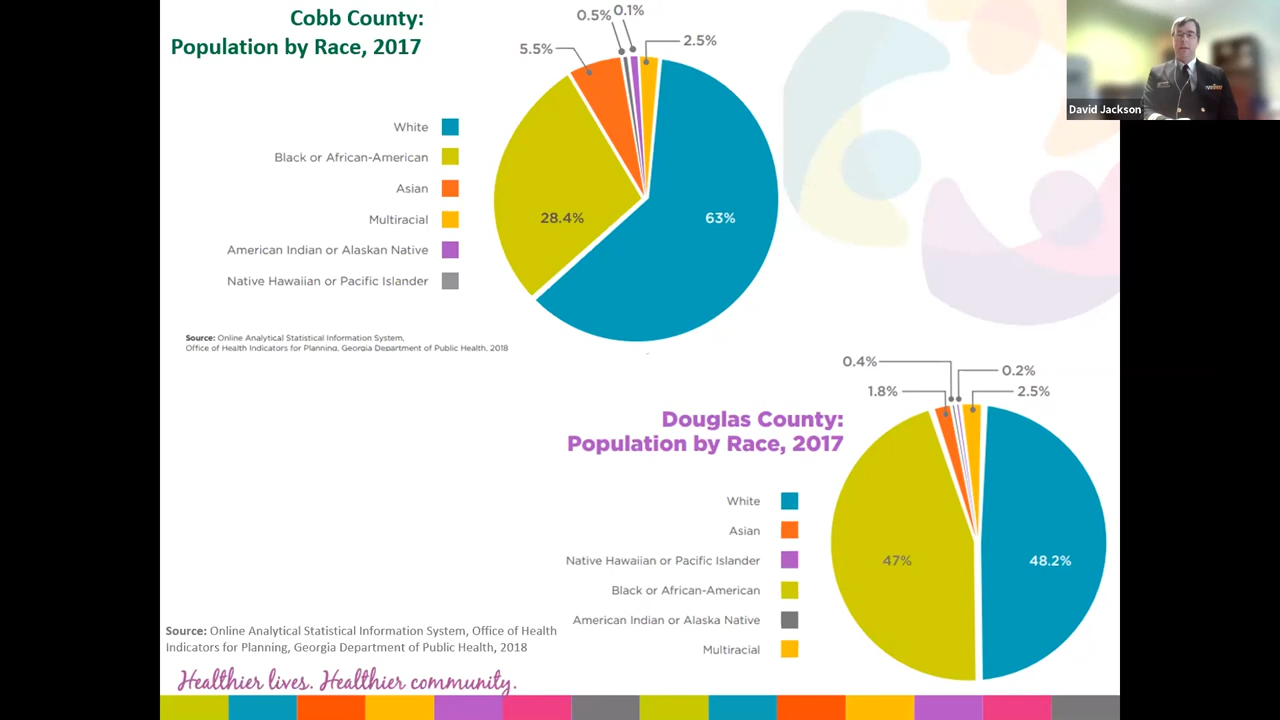 Cobb County:
Population by Race, 2017
0.5%
0.1%
5.5%
2.5%
White
Black or African-American
Asian
Multiracial
American Indian or Alaskan Native
Native Hawaiian or Pacific Islander
28.4%
63%
Source: Online Analytical Statistical Information System,
Office of Health Indicators for Planning, Georgia Department of Public Health, 2018
David Jackson
Douglas County:
Population by Race, 2017
0.4%
0.2%
1.8%
2.5%
White
Asian
Native Hawaiian or Pacific Islander
Black or African-American
American Indian or Alaska Native
Multiracial
47%
48.2%
Source: Online Analytical Statistical Information System, Office of Health
Indicators for Planning, Georgia Department of Public Health, 2018
Healthier lives. Healthier community.